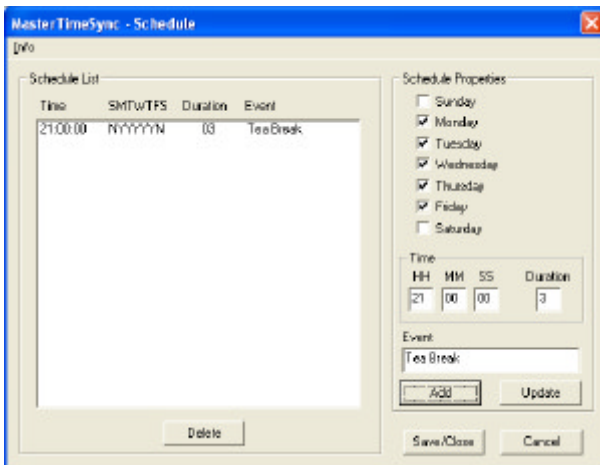 MasterTimeSync - Schedule
Info
Schedule List
Time SMTWTFS Duration Event
21:00:00 NYYYYYN 03 Tea Break
Delete
Schedule Properties
Sunday
Monday
Tuesday
Wednesday
Thursday
Friday
Saturday
Time
HH MM SS Duration
21 00 00 3
Event
Tea Break
Add Update
Save/Close Cancel